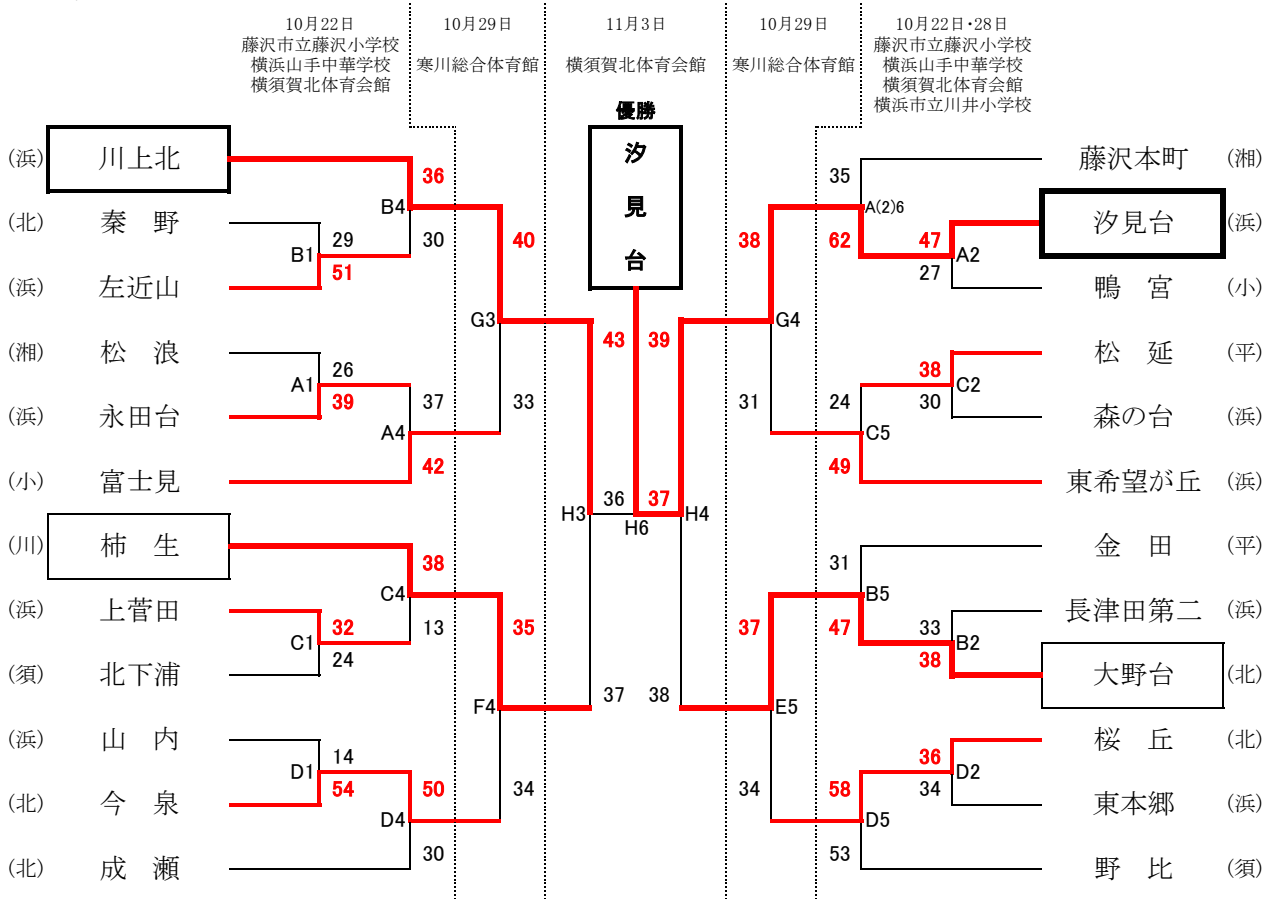 10月22日
藤沢市立藤沢小学校
横浜山手中華学校
横須賀北体育会館
10月29日
寒川総合体育館
11月3日
横須賀北体育会館
10月29日
寒川総合体育館
10月22日・28日
藤沢市立藤沢小学校
横浜山手中華学校
横須賀北体育会館
横浜市立川井小学校
優勝
汐見台
(浜) 川上北
(北) 秦野
(浜) 左近山
(湘) 松浪
(浜) 永田台
(小) 富士見
(川) 柿生
(浜) 上菅田
(須) 北下浦
(浜) 山内
(北) 今泉
(北) 成瀬
B1 29
51
A1 26
39
C1 32
24
D1 14
54
B4 36
30
A4 37
42
C4 38
13
D4 50
30
G3 40
33
F4 35
34
H3 43
37
H6 36 37
H4 39
38
G4 38
31
E5 37
34
A(2)6 35
62
C5 24
49
B5 31
47
D5 58
53
A2 47
27
C2 38
30
B2 33
38
D2 36
34
藤沢本町 (湘)
汐見台 (浜)
鴨宮 (小)
松延 (平)
森の台 (浜)
東希望が丘 (浜)
金田 (平)
長津田第二 (浜)
大野台 (北)
桜丘 (北)
東本郷 (浜)
野比 (須)